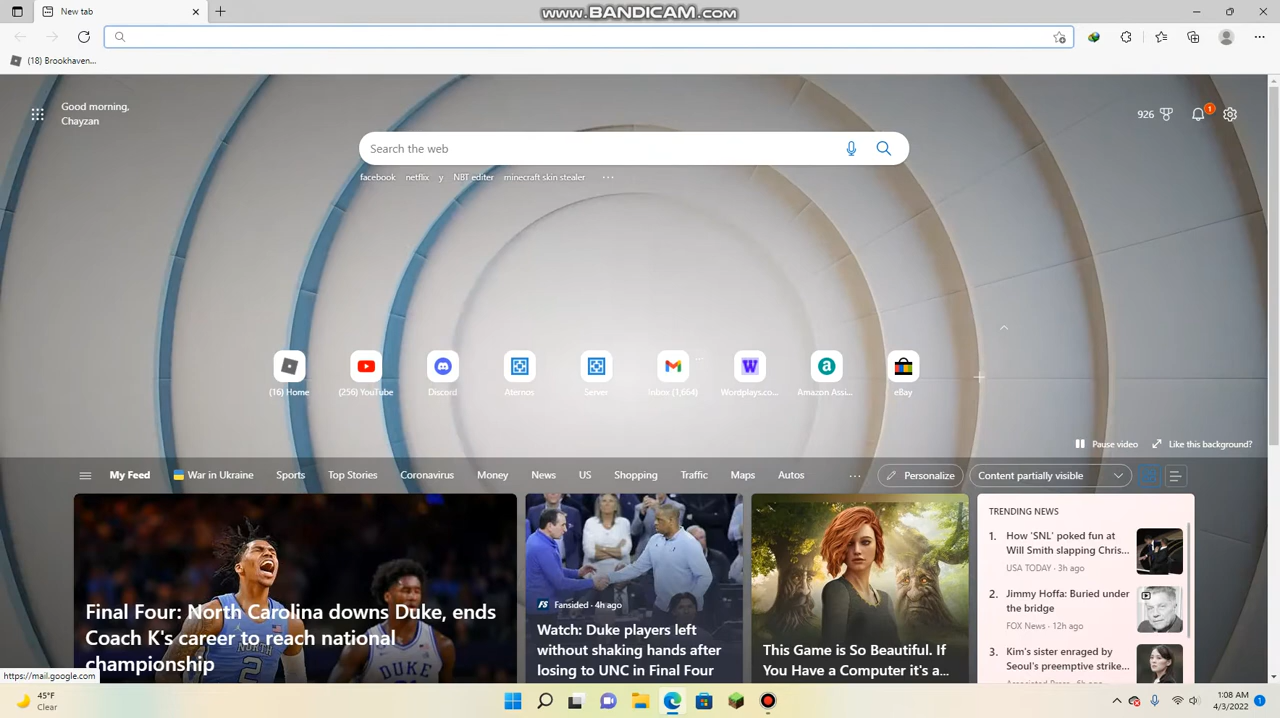 New tab
www.BANDICAM.com
(18) Brookhaven...
Good morning,
Chayzan
926
1
Search the web
facebook netflix y NBT editer minecraft skin stealer ...
(16) Home
(256) YouTube
Discord
Aternos
Server
Inbox (1,664)
Wordplays.co...
Amazon Assi...
eBay
Pause video
Like this background?
My Feed
War in Ukraine
Sports
Top Stories
Coronavirus
Money
News
US
Shopping
Traffic
Maps
Autos
...
Personalize
Content partially visible
Final Four: North Carolina downs Duke, ends
Coach K's career to reach national
championship
FS Fansided · 4h ago
Watch: Duke players left
without shaking hands after
losing to UNC in Final Four
This Game is So Beautiful. If
You Have a Computer it's a...
TRENDING NEWS
1. How 'SNL' poked fun at
Will Smith slapping Chris...
USA TODAY · 3h ago
2. Jimmy Hoffa: Buried under
the bridge
FOX News · 12h ago
3. Kim's sister enraged by
Seoul's preemptive strike...
Associated Press · 6h ago
https://mail.google.com
45°F
Clear
1:08 AM
4/3/2022
1